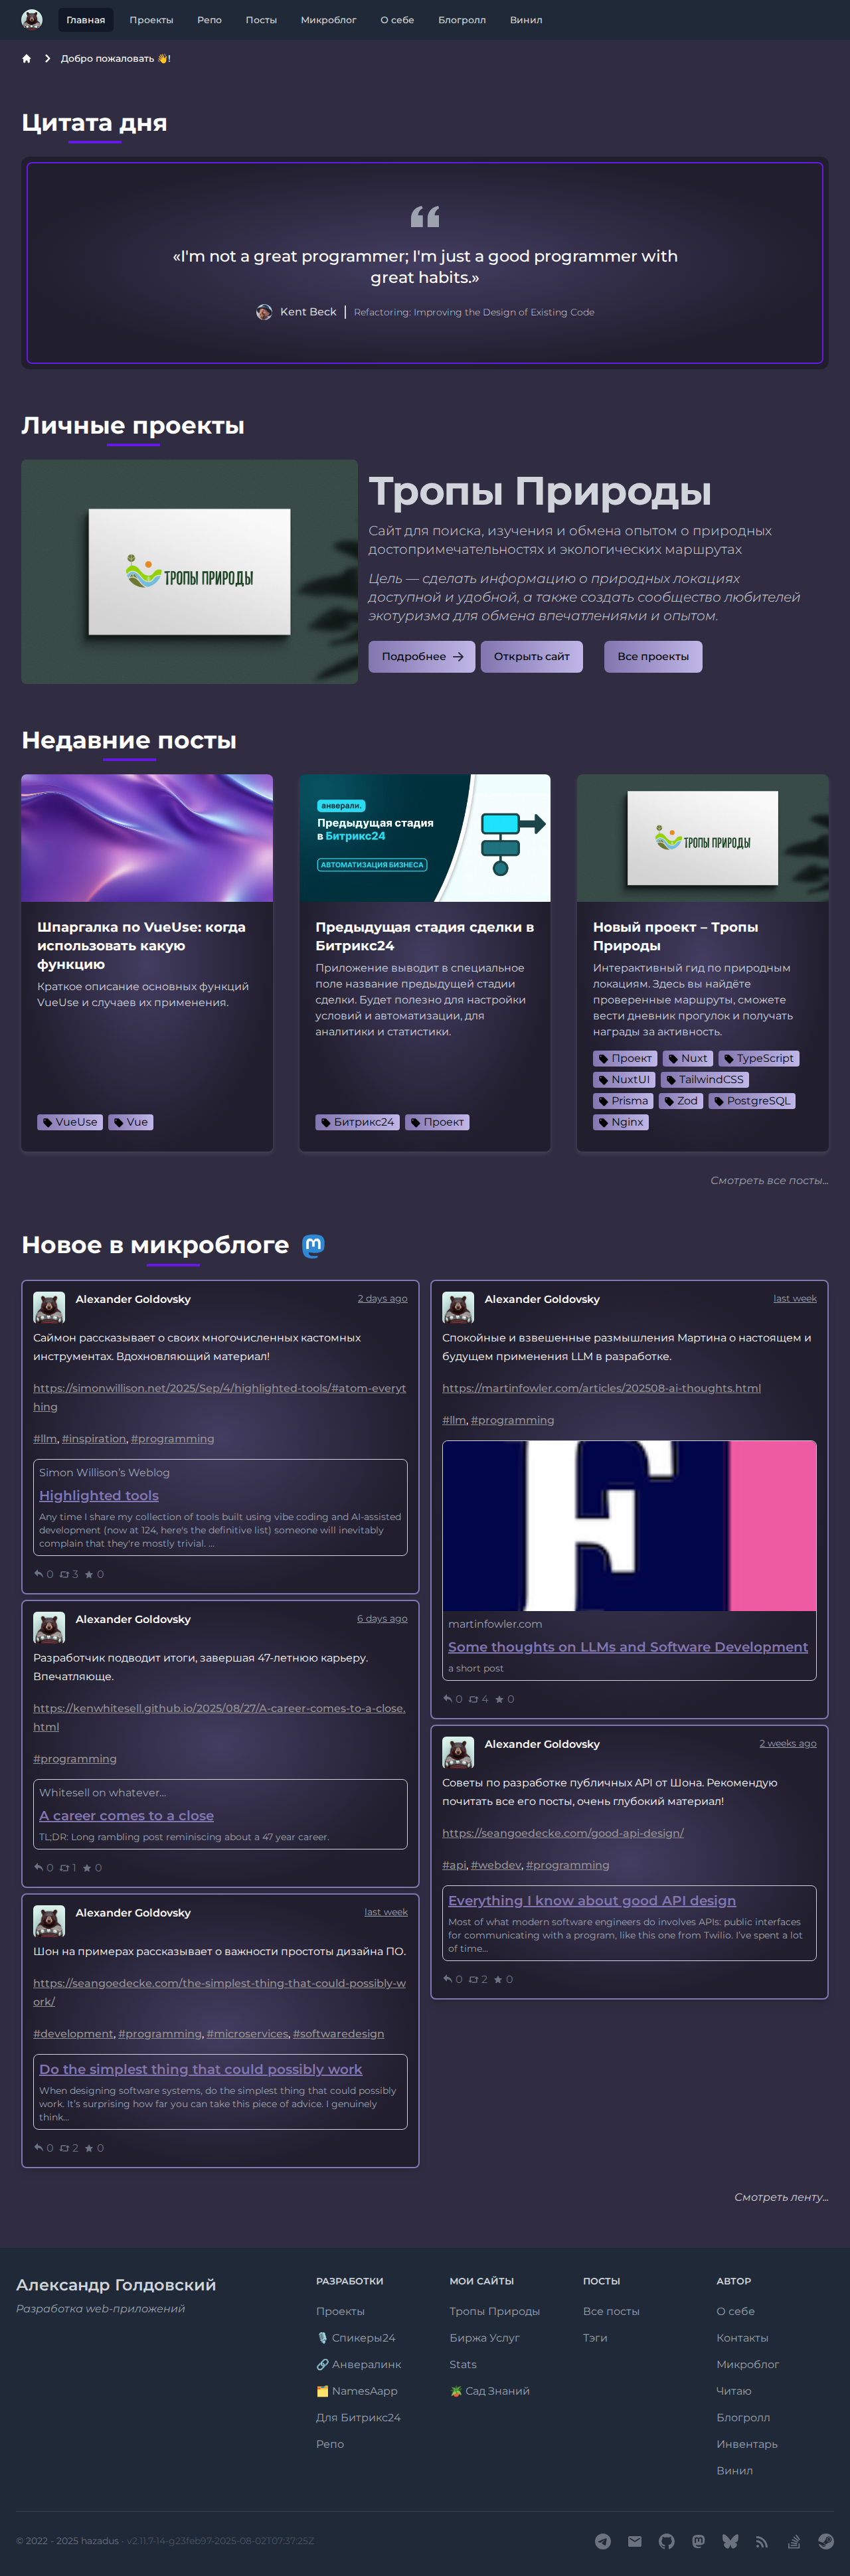 Главная Проекты Репо Посты Микроблог О себе Блогролл Винил
Добро пожаловать 👋!
Цитата дня
«I'm not a great programmer; I'm just a good programmer with
great habits.»
Kent Beck Refactoring: Improving the Design of Existing Code
Личные проекты
ТРОПЫ ПРИРОДЫ
Тропы Природы
Сайт для поиска, изучения и обмена опытом о природных
достопримечательностях и экологических маршрутах
Цель — сделать информацию о природных локациях
доступной и удобной, а также создать сообщество любителей
экотуризма для обмена впечатлениями и опытом.
Подробнее Открыть сайт Все проекты
Недавние посты
Шпаргалка по VueUse: когда
использовать какую
функцию
Краткое описание основных функций
VueUse и случаев их применения.
VueUse Vue
анверали.
Предыдущая стадия
в Битрикс24
АВТОМАТИЗАЦИЯ БИЗНЕСА
Предыдущая стадия сделки в
Битрикс24
Приложение выводит в специальное
поле название предыдущей стадии
сделки. Будет полезно для настройки
условий и автоматизации, для
аналитики и статистики.
Битрикс24 Проект
ТРОПЫ ПРИРОДЫ
Новый проект – Тропы
Природы
Интерактивный гид по природным
локациям. Здесь вы найдёте
проверенные маршруты, сможете
вести дневник прогулок и получать
награды за активность.
Проект Nuxt TypeScript
NuxtUI TailwindCSS
Prisma Zod PostgreSQL
Nginx
Смотреть все посты...
Новое в микроблоге
Alexander Goldovsky 2 days ago
Саймон рассказывает о своих многочисленных кастомных
инструментах. Вдохновляющий материал!
https://simonwillison.net/2025/Sep/4/highlighted-tools/#atom-everyt
hing
#llm, #inspiration, #programming
Simon Willison’s Weblog
Highlighted tools
Any time I share my collection of tools built using vibe coding and AI-assisted
development (now at 124, here's the definitive list) someone will inevitably
complain that they're mostly trivial. …
0 3 0
Alexander Goldovsky 6 days ago
Разработчик подводит итоги, завершая 47-летнюю карьеру.
Впечатляюще.
https://kenwhitesell.github.io/2025/08/27/A-career-comes-to-a-close.
html
#programming
Whitesell on whatever…
A career comes to a close
TL;DR: Long rambling post reminiscing about a 47 year career.
0 1 0
Alexander Goldovsky last week
Шон на примерах рассказывает о важности простоты дизайна ПО.
https://seangoedecke.com/the-simplest-thing-that-could-possibly-w
ork/
#development, #programming, #microservices, #softwaredesign
Do the simplest thing that could possibly work
When designing software systems, do the simplest thing that could possibly
work. It’s surprising how far you can take this piece of advice. I genuinely
think…
0 2 0
Alexander Goldovsky last week
Спокойные и взвешенные размышления Мартина о настоящем и
будущем применения LLM в разработке.
https://martinfowler.com/articles/202508-ai-thoughts.html
#llm, #programming
F
martinfowler.com
Some thoughts on LLMs and Software Development
a short post
0 4 0
Alexander Goldovsky 2 weeks ago
Советы по разработке публичных API от Шона. Рекомендую
почитать все его посты, очень глубокий материал!
https://seangoedecke.com/good-api-design/
#api, #webdev, #programming
Everything I know about good API design
Most of what modern software engineers do involves APIs: public interfaces
for communicating with a program, like this one from Twilio. I’ve spent a lot
of time…
0 2 0
Смотреть ленту...
Александр Голдовский
Разработка web-приложений
РАЗРАБОТКИ
Проекты
🎙️ Спикеры24
🔗 Анвералинк
🗂️ NamesAapp
Для Битрикс24
Репо
МОИ САЙТЫ
Тропы Природы
Биржа Услуг
Stats
🪴 Сад Знаний
ПОСТЫ
Все посты
Тэги
АВТОР
О себе
Контакты
Микроблог
Читаю
Блогролл
Инвентарь
Винил
© 2022 - 2025 hazadus - v2.11.7-14-g23feb97-2025-08-02T07:37:25Z